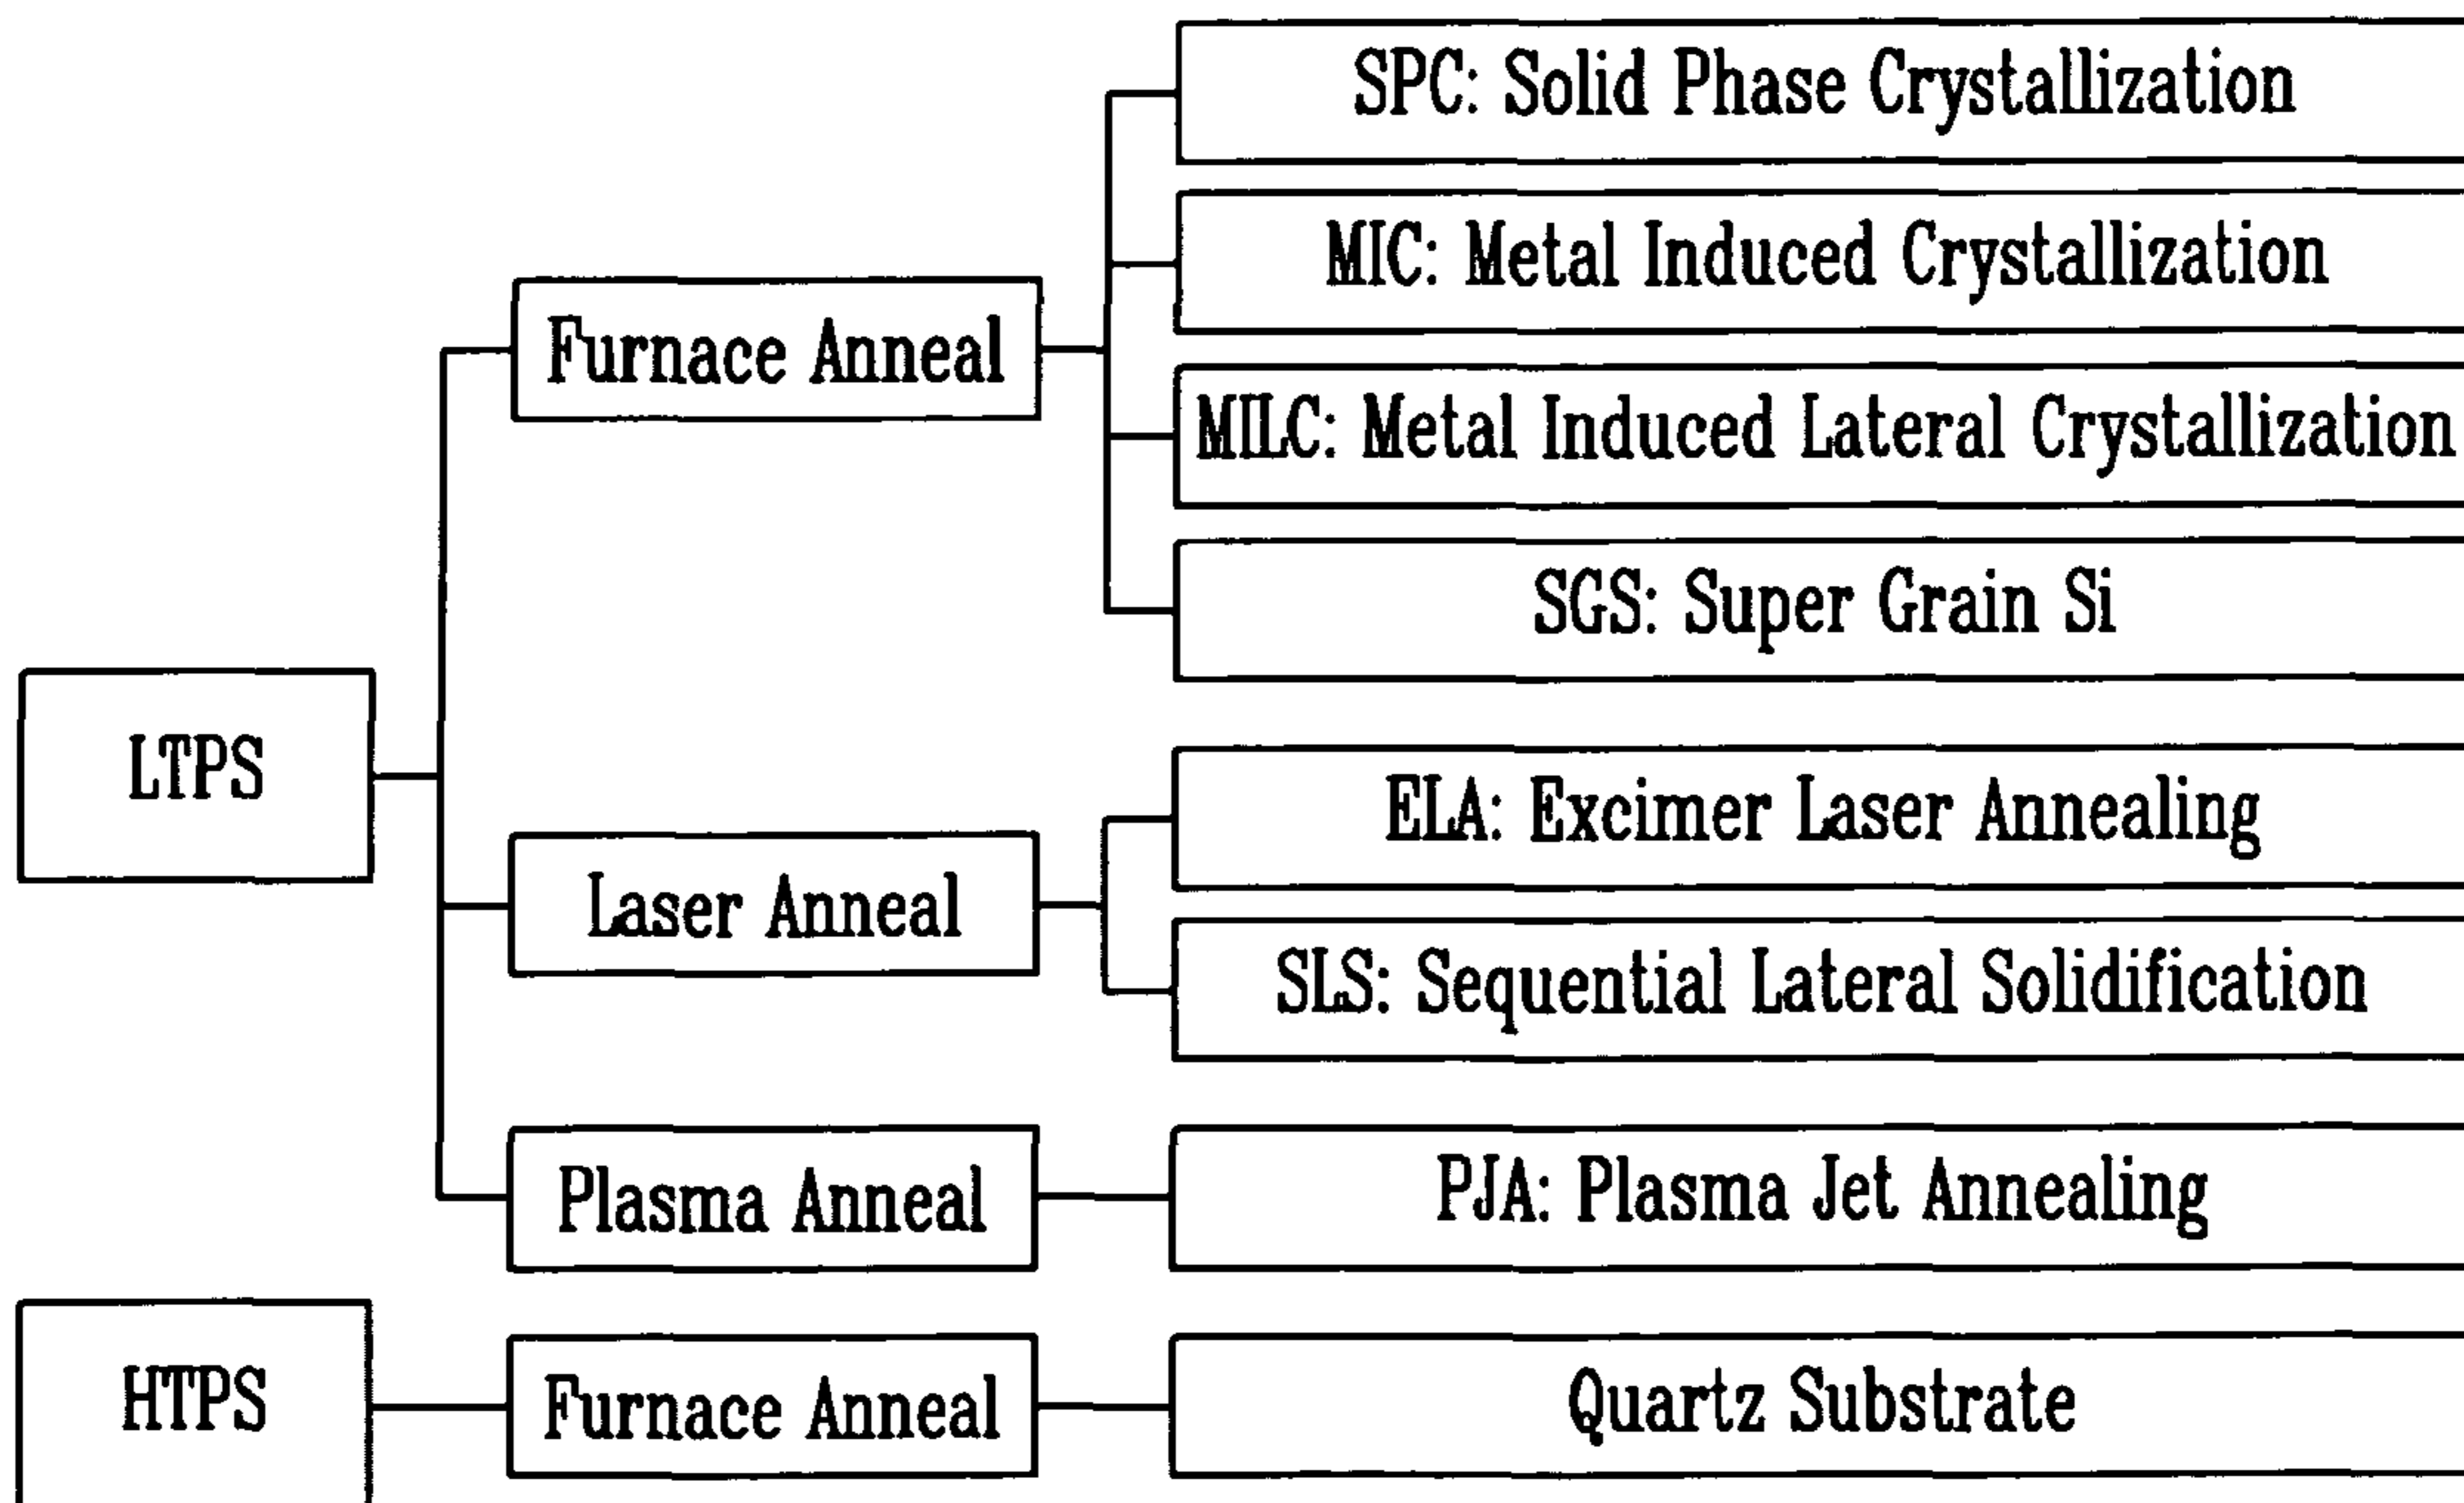 SPC: Solid Phase Crystallization
MIC: Metal Induced Crystallization
Furnace Anneal
MILC: Metal Induced Lateral Crystallization
SGS: Super Grain Si
LTPS
ELA: Excimer Laser Annealing
Laser Anneal
SLS: Sequential Lateral Solidification
Plasma Anneal
PJA: Plasma Jet Annealing
HTPS
Furnace Anneal
Quartz Substrate